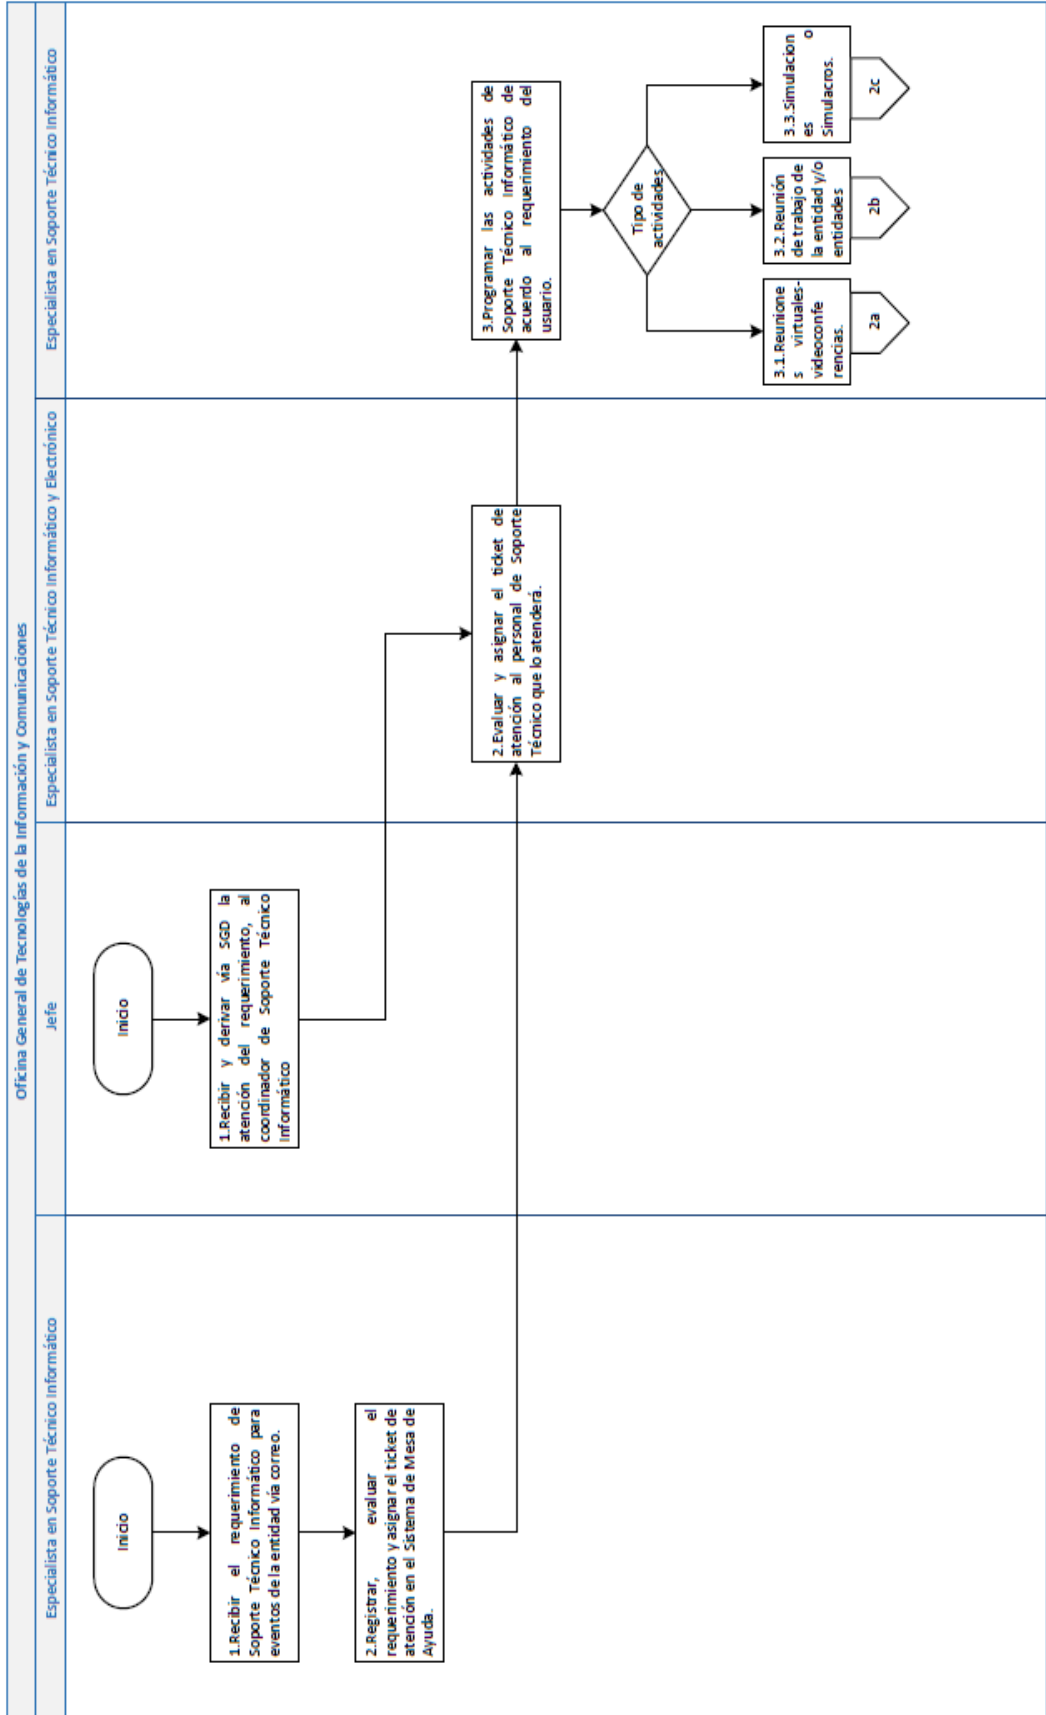 Oficina General de Tecnologías de la Información y Comunicaciones
Especialista en Soporte Técnico Informático
Jefe
Especialista en Soporte Técnico Informático y Electrónico
Especialista en Soporte Técnico Informático
Inicio
1.Recibir el requerimiento de
Soporte Técnico Informático para
eventos de la entidad vía correo.
2.Registrar, evaluar el
requerimiento y asignar el ticket de
atención en el Sistema de Mesa de
Ayuda.
Inicio
1.Recibir y derivar vía SGD la
atención del requerimiento, al
coordinador de Soporte Técnico
Informático
2.Evaluar y asignar el ticket de
atención al personal de Soporte
Técnico que lo atenderá.
3.Programar las actividades de
Soporte Técnico Informático de
acuerdo al requerimiento del
usuario.
Tipo de
actividades
3.1.Reunione
s virtuales-
videoconfe
rencias.
2a
3.2.Reunión
de trabajo de
la entidad y/o
entidades
2b
3.3.Simulacion
es o
Simulacros.
2c